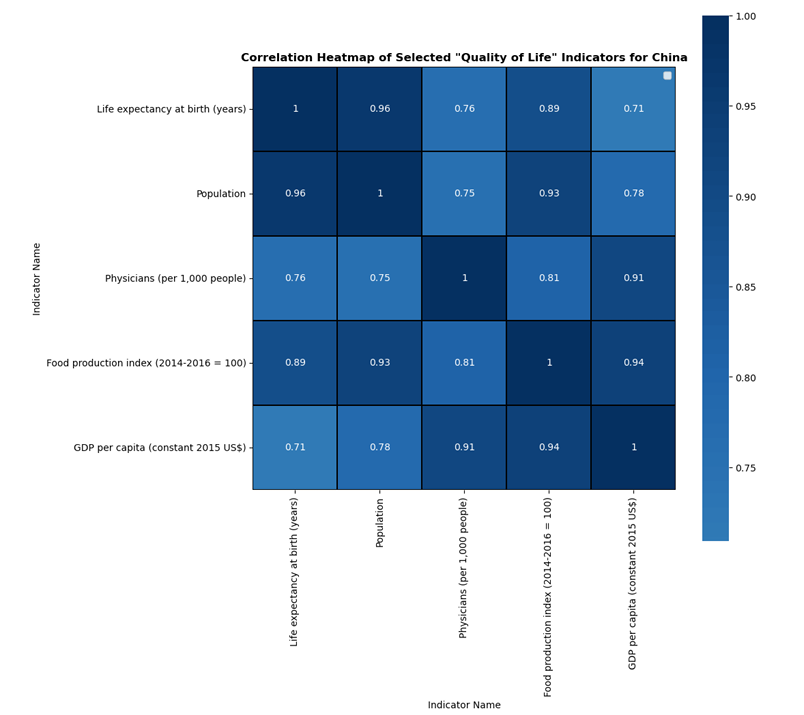 Correlation Heatmap of Selected "Quality of Life" Indicators for China
Indicator Name
Life expectancy at birth (years) 1 0.96 0.76 0.89 0.71
Population 0.96 1 0.75 0.93 0.78
Physicians (per 1,000 people) 0.76 0.75 1 0.81 0.91
Food production index (2014-2016 = 100) 0.89 0.93 0.81 1 0.94
GDP per capita (constant 2015 US$) 0.71 0.78 0.91 0.94 1
Life expectancy at birth (years)
Population
Physicians (per 1,000 people)
Food production index (2014-2016 = 100)
GDP per capita (constant 2015 US$)
Indicator Name
1.00
0.95
0.90
0.85
0.80
0.75